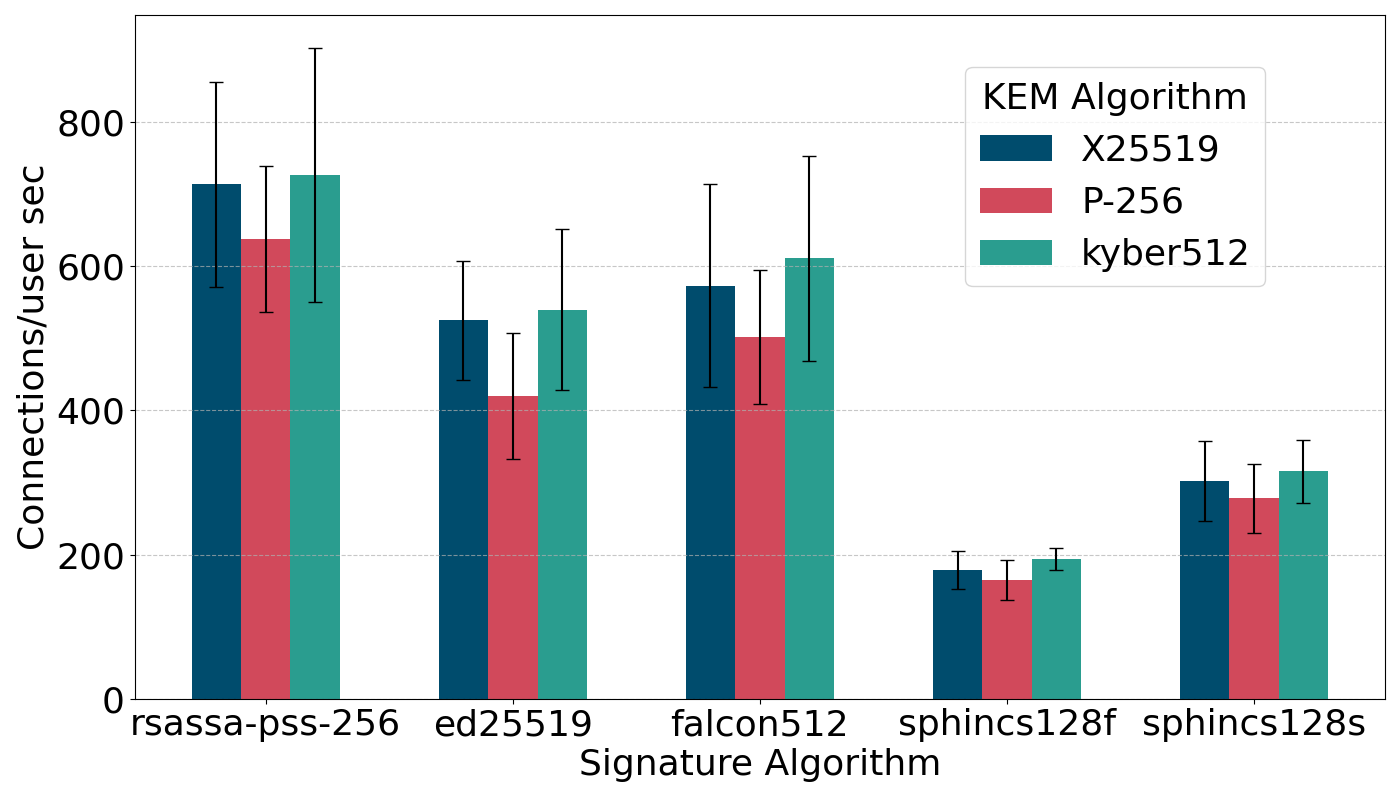 KEM Algorithm
X25519
P-256
kyber512
Connections/user sec
800
600
400
200
0
rsassa-pss-256 ed25519 falcon512 sphincs128f sphincs128s
Signature Algorithm